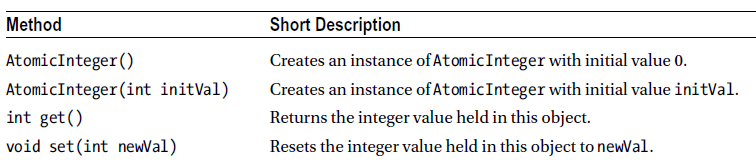 Method Short Description
AtomicInteger() Creates an instance of AtomicInteger with initial value 0.
AtomicInteger(int initVal) Creates an instance of AtomicInteger with initial value initVal.
int get() Returns the integer value held in this object.
void set(int newVal) Resets the integer value held in this object to newVal.